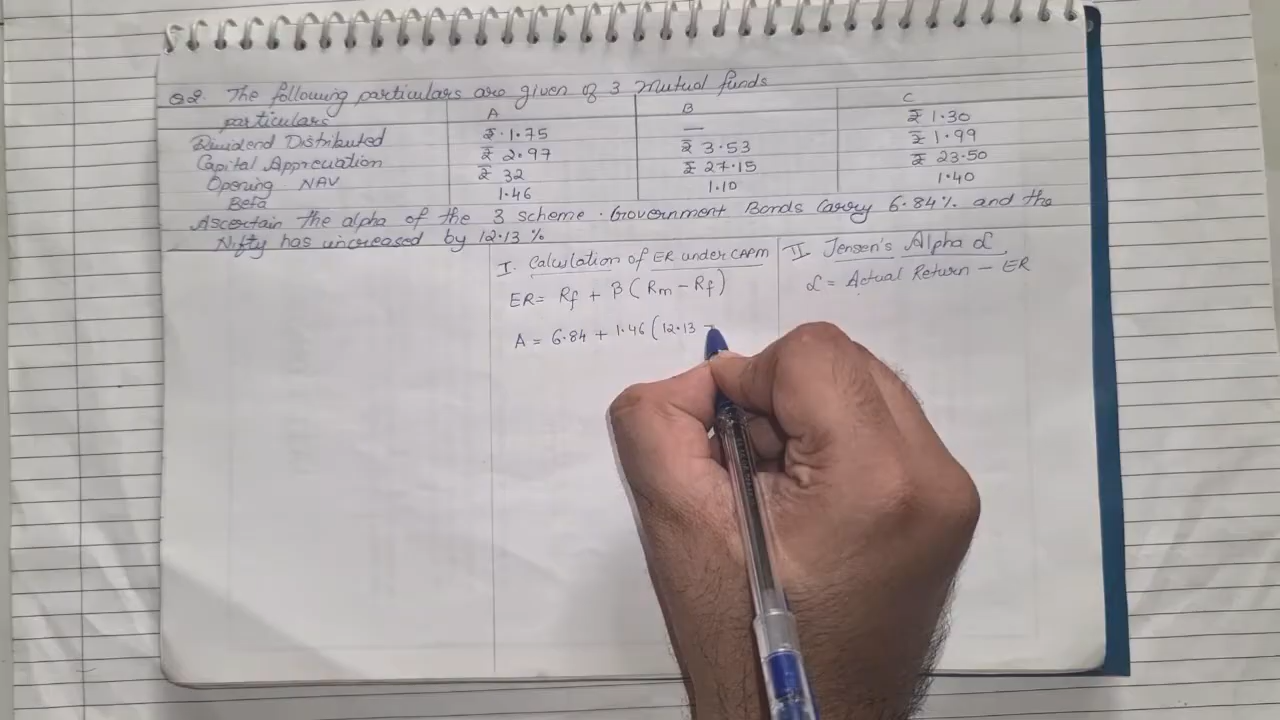 Q2. The following particulars are given of 3 Mutual funds
particulars A B C
Dividend Distributed ₹ 1.75 — ₹ 1.30
Capital Appreciation ₹ 2.97 ₹ 3.53 ₹ 1.99
Opening NAV ₹ 32 ₹ 27.15 ₹ 23.50
Beta 1.46 1.10 1.40
Ascertain the alpha of the 3 scheme. Government Bonds carry 6.84% and the
Nifty has increased by 12.13 %
I. Calculation of ER under CAPM
ER = Rf + β (Rm - Rf)
A = 6.84 + 1.46 (12.13 -
II Jensen's Alpha α
α = Actual Return - ER